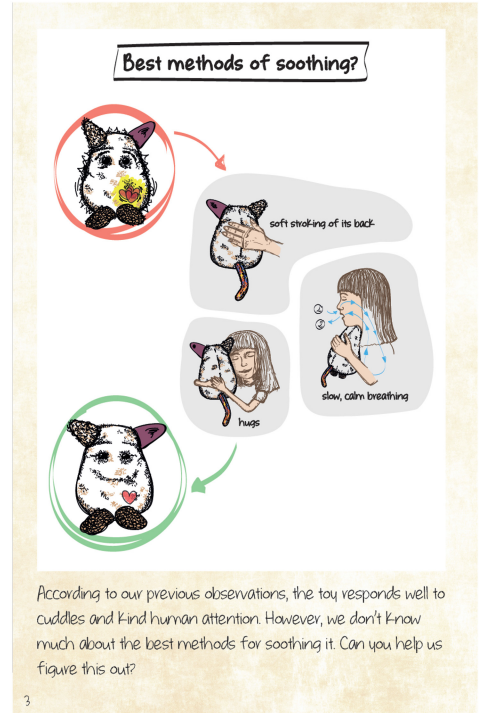 Best methods of soothing?
soft stroking of its back
1
2
slow, calm breathing
hugs
According to our previous observations, the toy responds well to
cuddles and kind human attention. However, we don't know
much about the best methods for soothing it. Can you help us
figure this out?
3